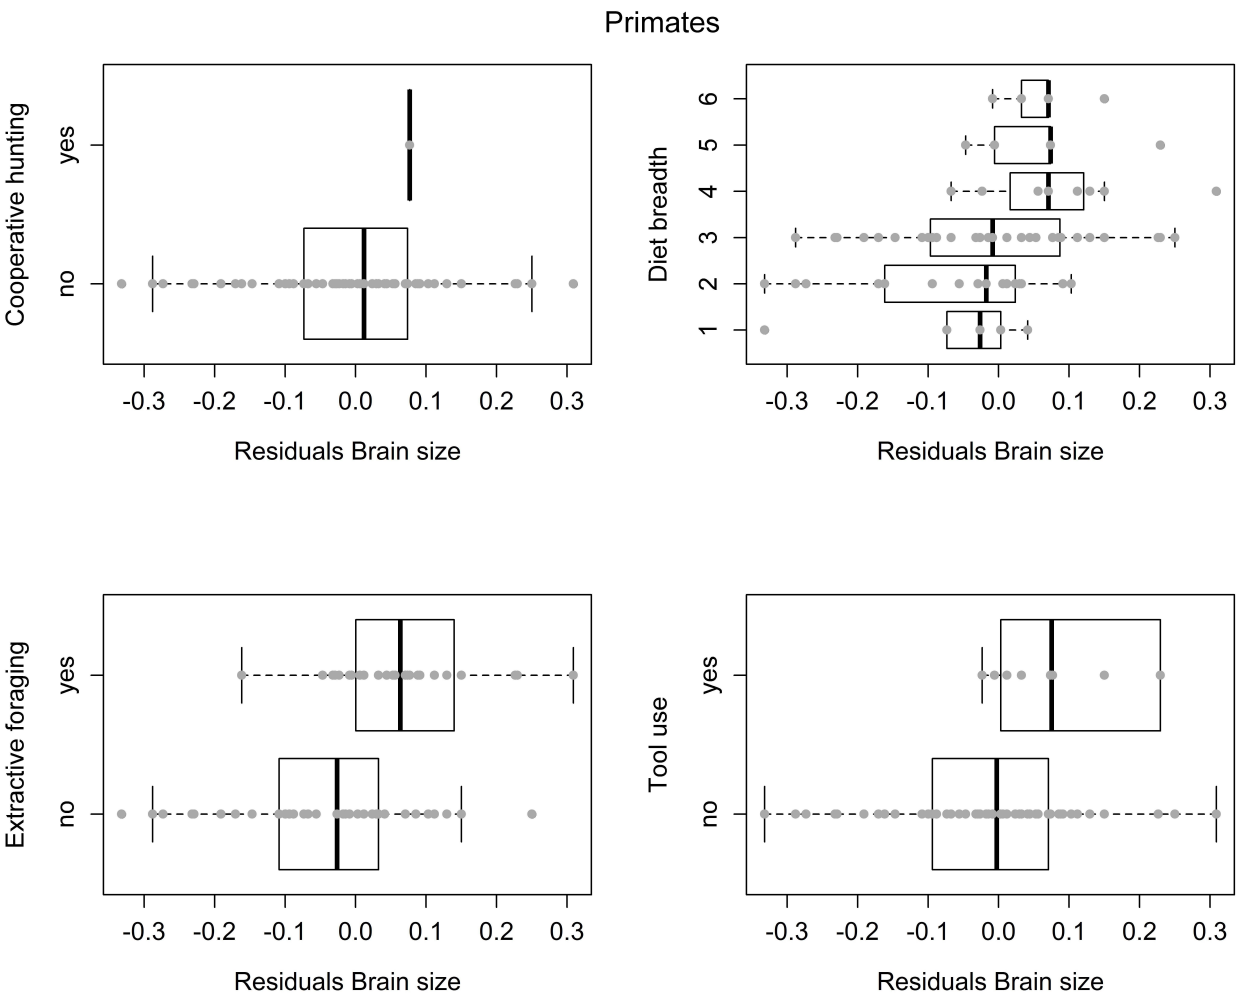 Primates
Cooperative hunting
yes
no
-0.3 -0.2 -0.1 0.0 0.1 0.2 0.3
Residuals Brain size
Diet breadth
6
5
4
3
2
1
-0.3 -0.2 -0.1 0.0 0.1 0.2 0.3
Residuals Brain size
Extractive foraging
yes
no
-0.3 -0.2 -0.1 0.0 0.1 0.2 0.3
Residuals Brain size
Tool use
yes
no
-0.3 -0.2 -0.1 0.0 0.1 0.2 0.3
Residuals Brain size